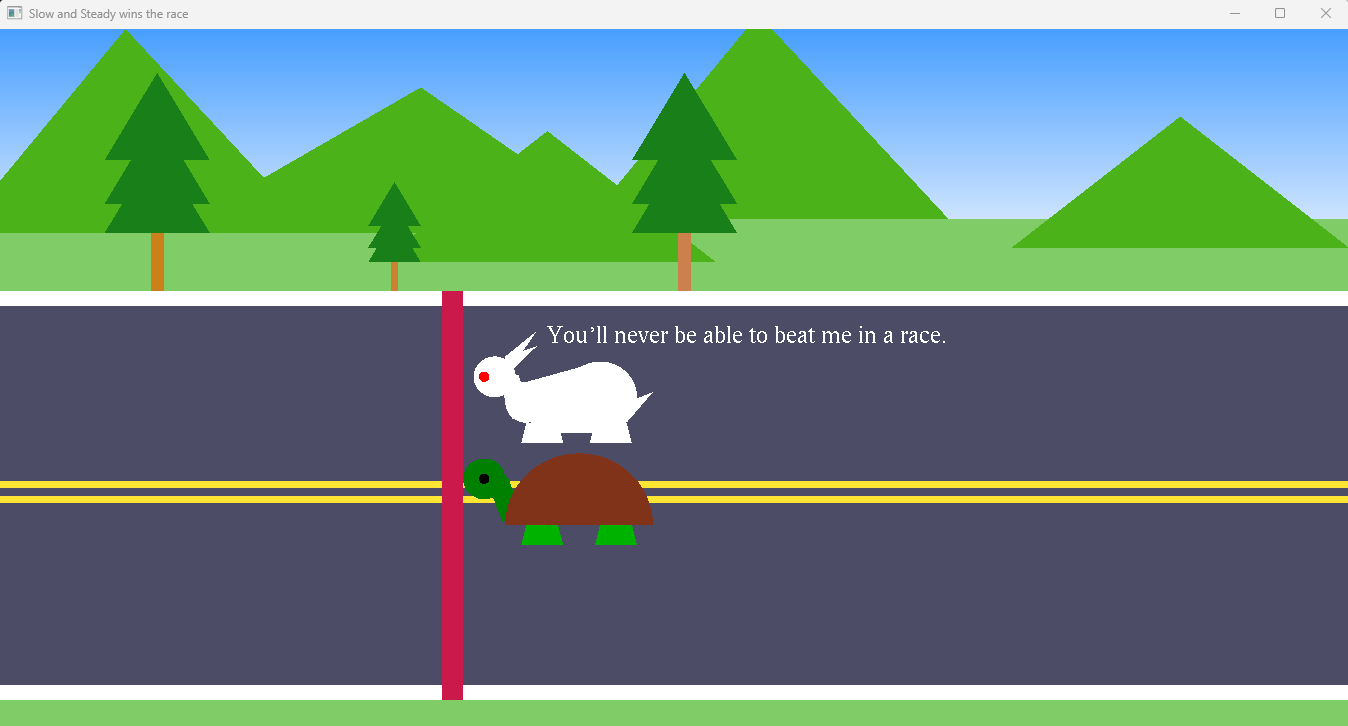 Slow and Steady wins the race
You’ll never be able to beat me in a race.